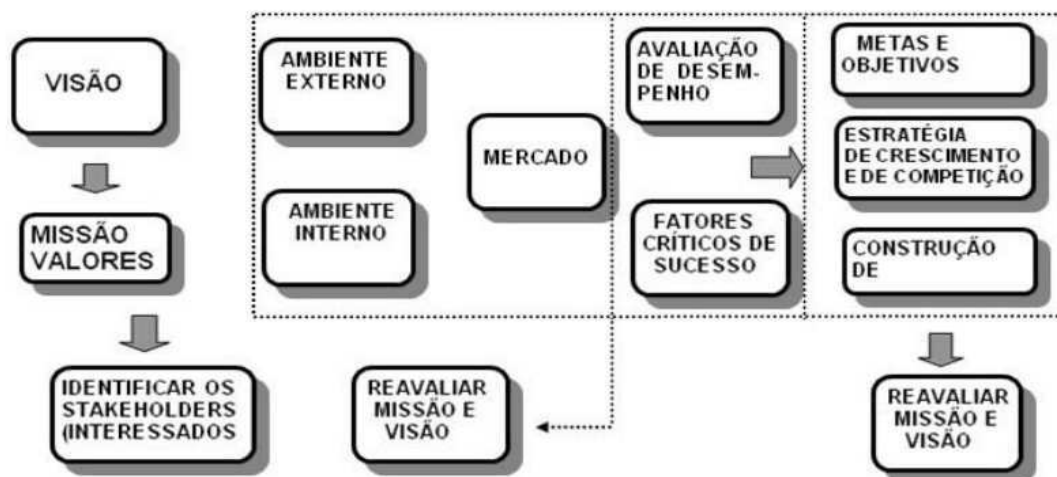 VISÃO
MISSÃO
VALORES
IDENTIFICAR OS
STAKEHOLDERS
(INTERESSADOS
AMBIENTE
EXTERNO
AMBIENTE
INTERNO
MERCADO
REAVALIAR
MISSÃO E
VISÃO
AVALIAÇÃO
DE DESEM-
PENHO
FATORES
CRÍTICOS DE
SUCESSO
METAS E
OBJETIVOS
ESTRATÉGIA
DE CRESCIMENTO
E DE COMPETIÇÃO
CONSTRUÇÃO
DE
REAVALIAR
MISSÃO E
VISÃO